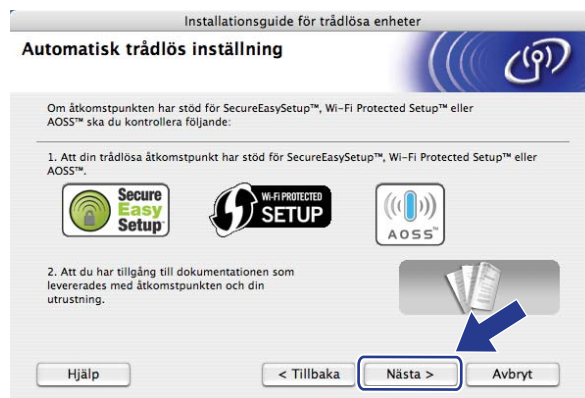 Installationsguide för trådlösa enheter
Automatisk trådlös inställning
Om åtkomstpunkten har stöd för SecureEasySetup™, Wi-Fi Protected Setup™ eller
AOSS™ ska du kontrollera följande:
1. Att din trådlösa åtkomstpunkt har stöd för SecureEasySetup™, Wi-Fi Protected Setup™ eller
AOSS™.
Secure
Easy
Setup
Wi-Fi PROTECTED
SETUP
AOSS™
2. Att du har tillgång till dokumentationen som
levererades med åtkomstpunkten och din
utrustning.
Hjälp
< Tillbaka
Nästa >
Avbryt